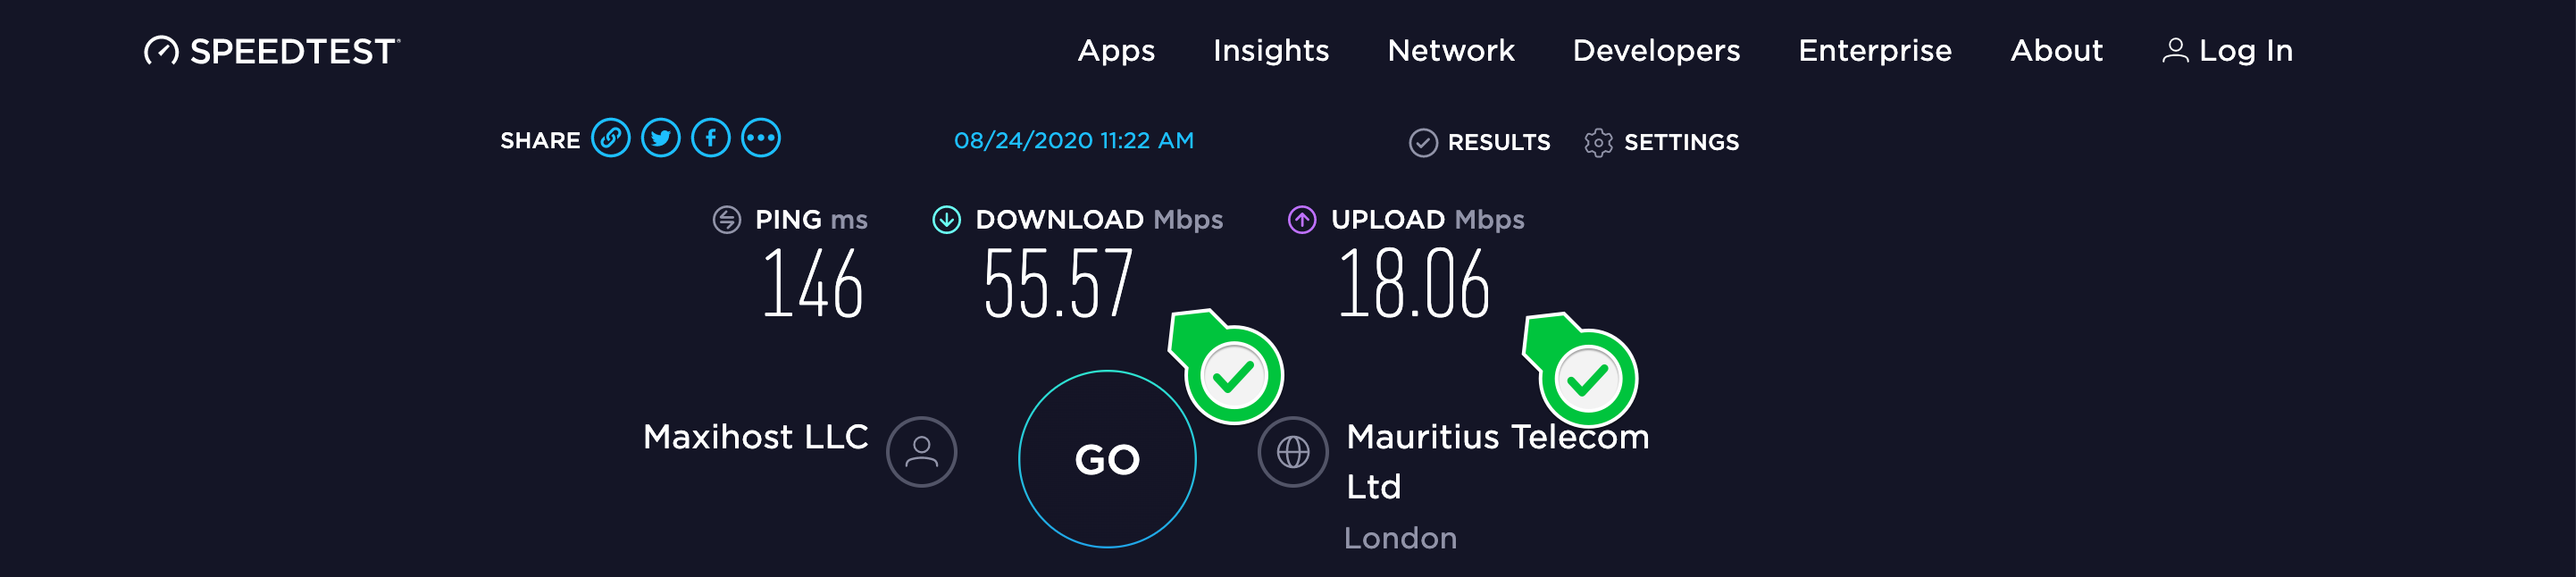 SPEEDTEST
Apps Insights Network Developers Enterprise About Log In
SHARE 08/24/2020 11:22 AM RESULTS SETTINGS
PING ms DOWNLOAD Mbps UPLOAD Mbps
146 55.57 18.06
Maxihost LLC GO Mauritius Telecom
Ltd
London